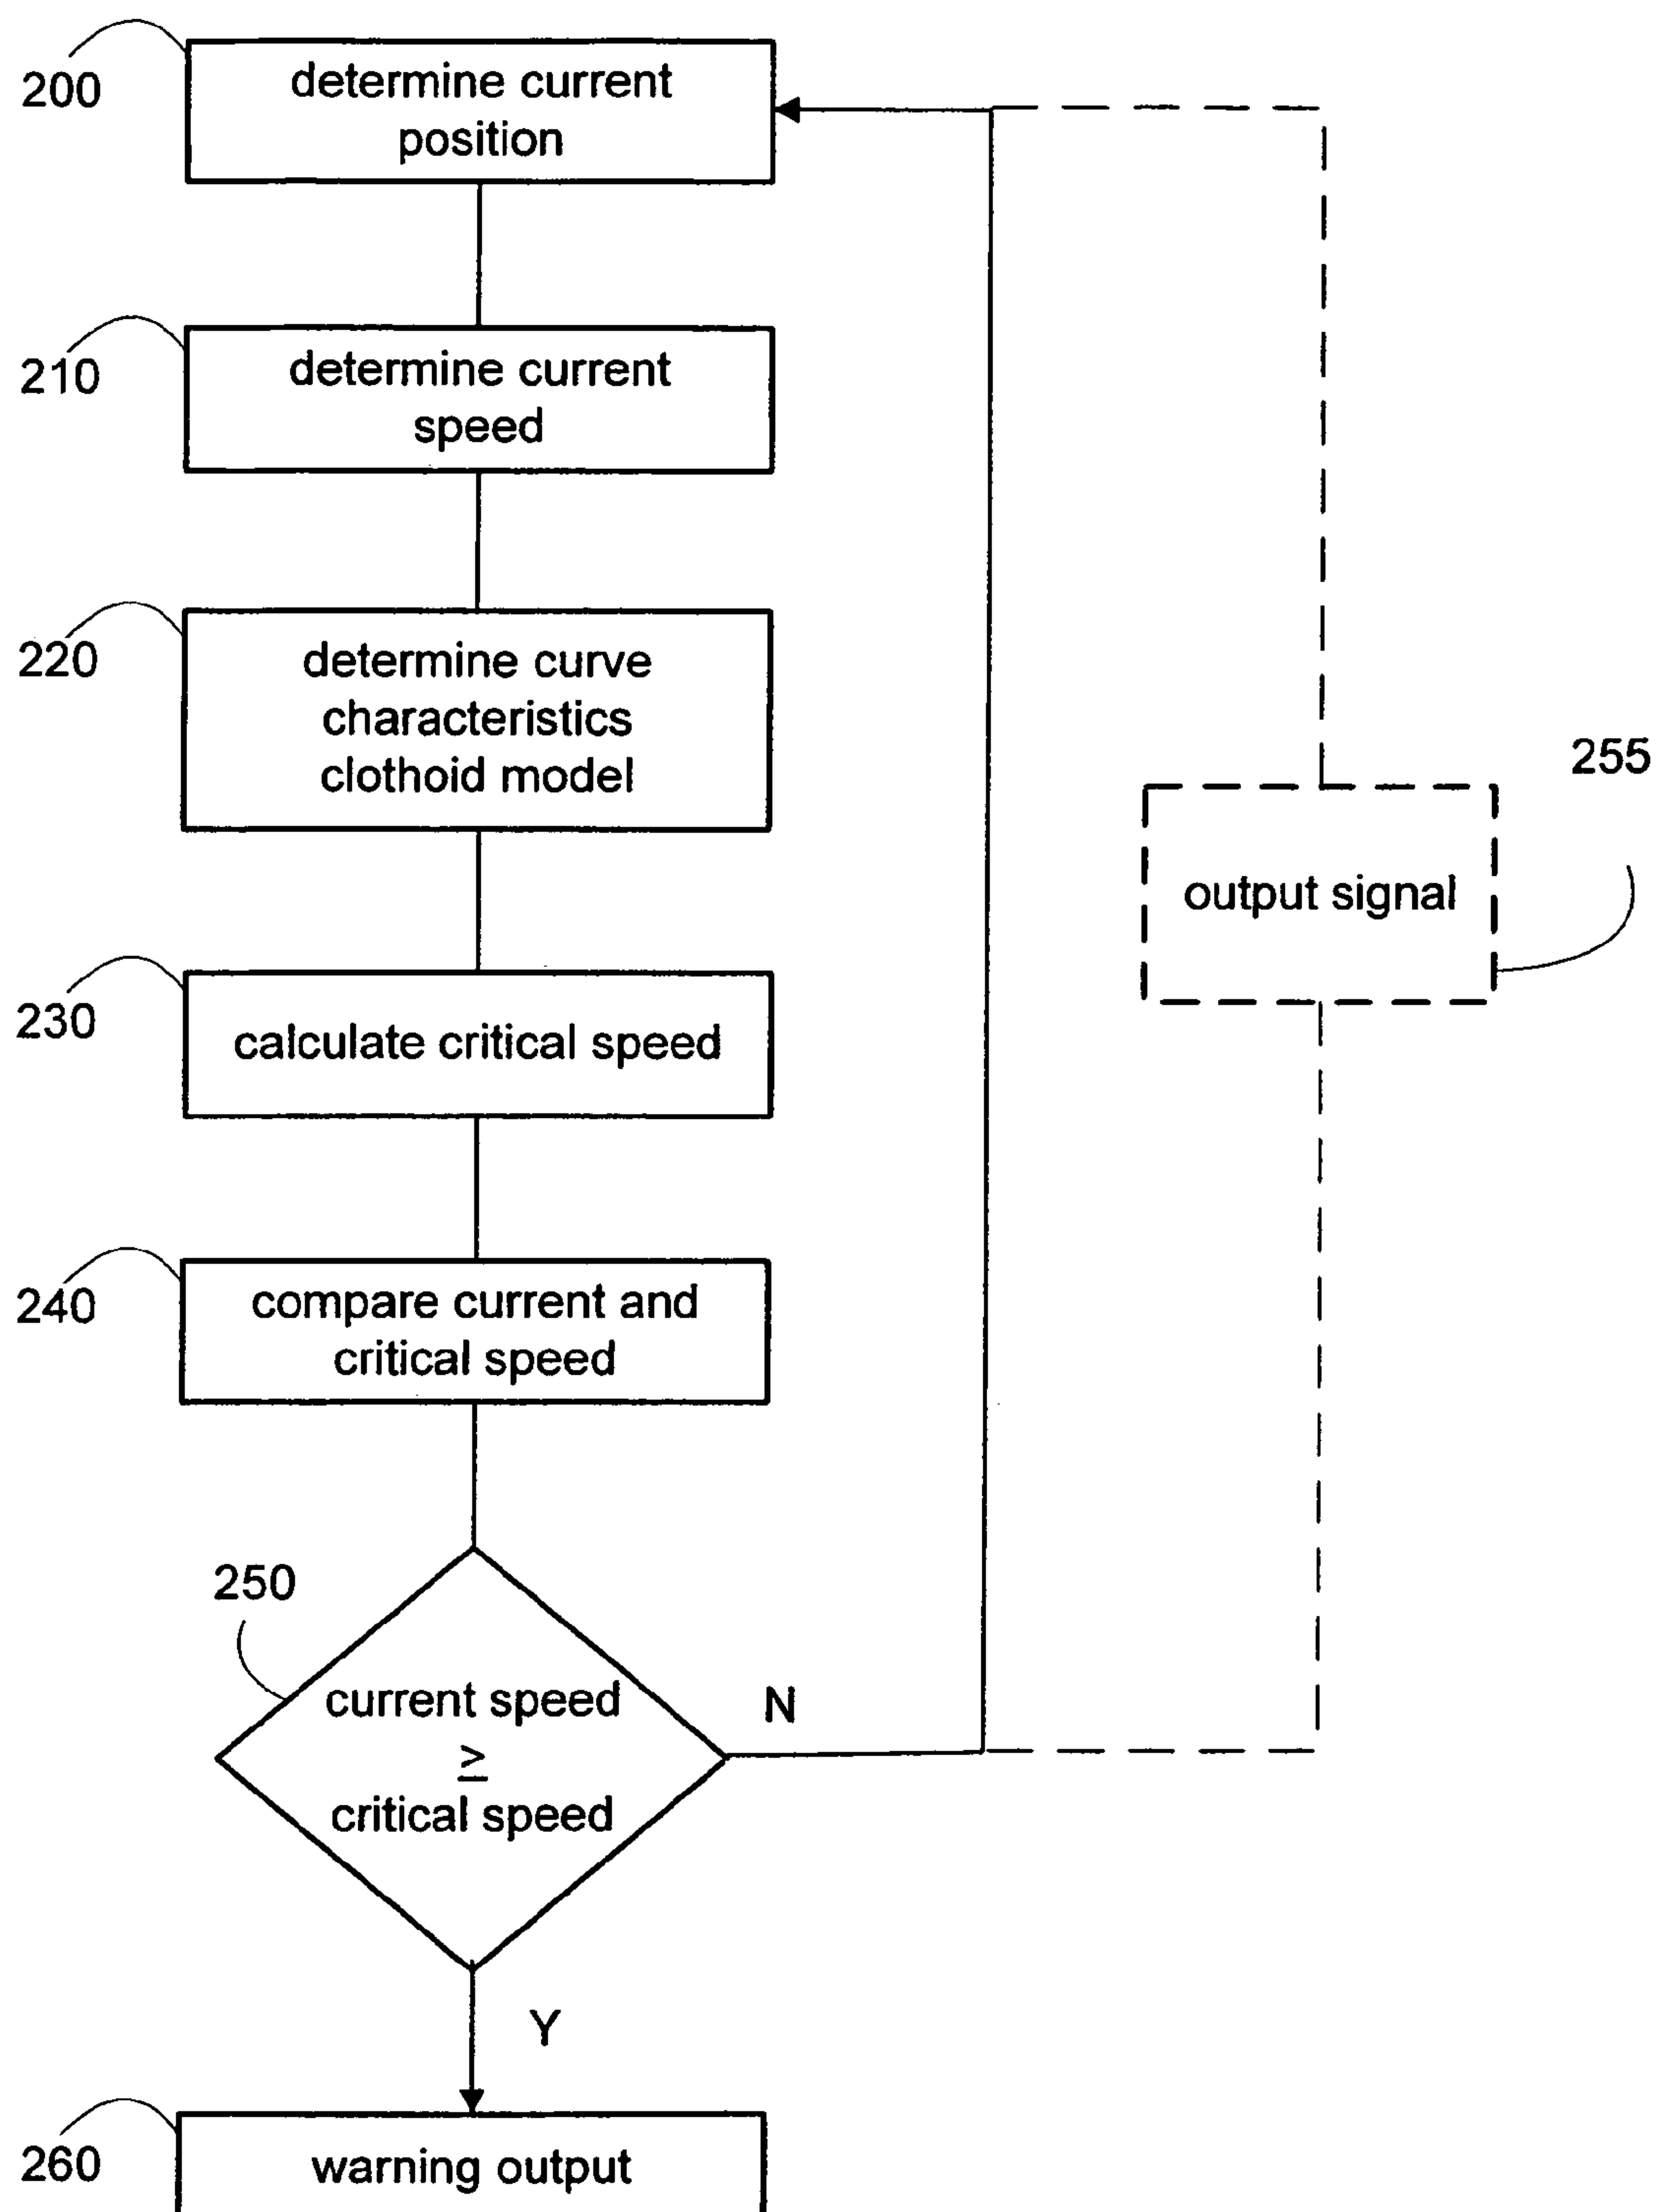 200
determine current
position
210
determine current
speed
220
determine curve
characteristics
clothoid model
255
output signal
230
calculate critical speed
240
compare current and
critical speed
250
current speed
≥
critical speed
N
Y
260
warning output